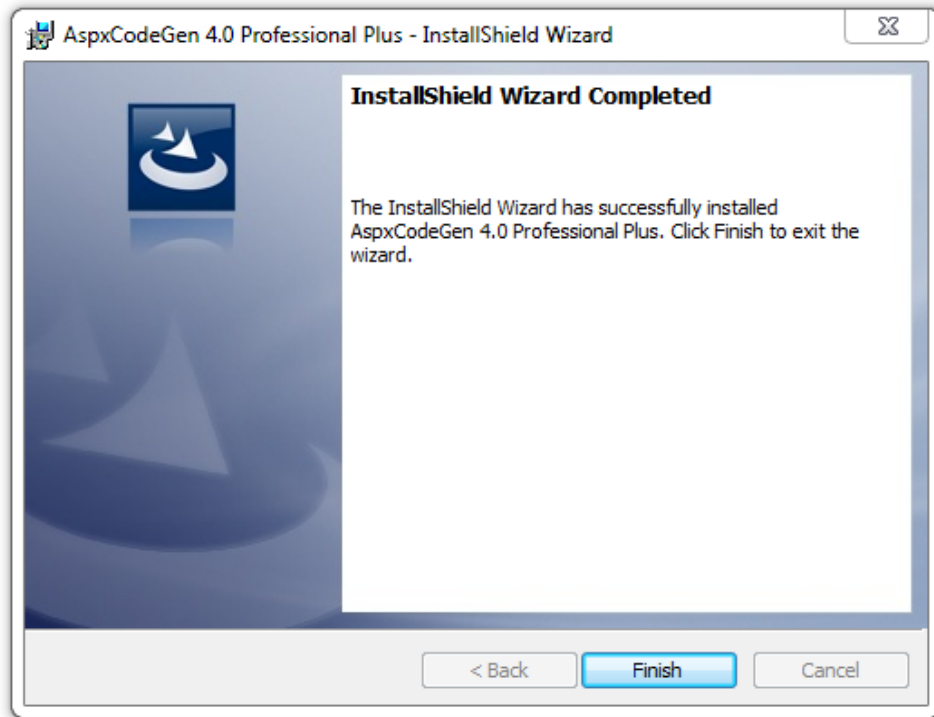 AspxCodeGen 4.0 Professional Plus - InstallShield Wizard
InstallShield Wizard Completed
The InstallShield Wizard has successfully installed
AspxCodeGen 4.0 Professional Plus. Click Finish to exit the
wizard.
< Back
Finish
Cancel